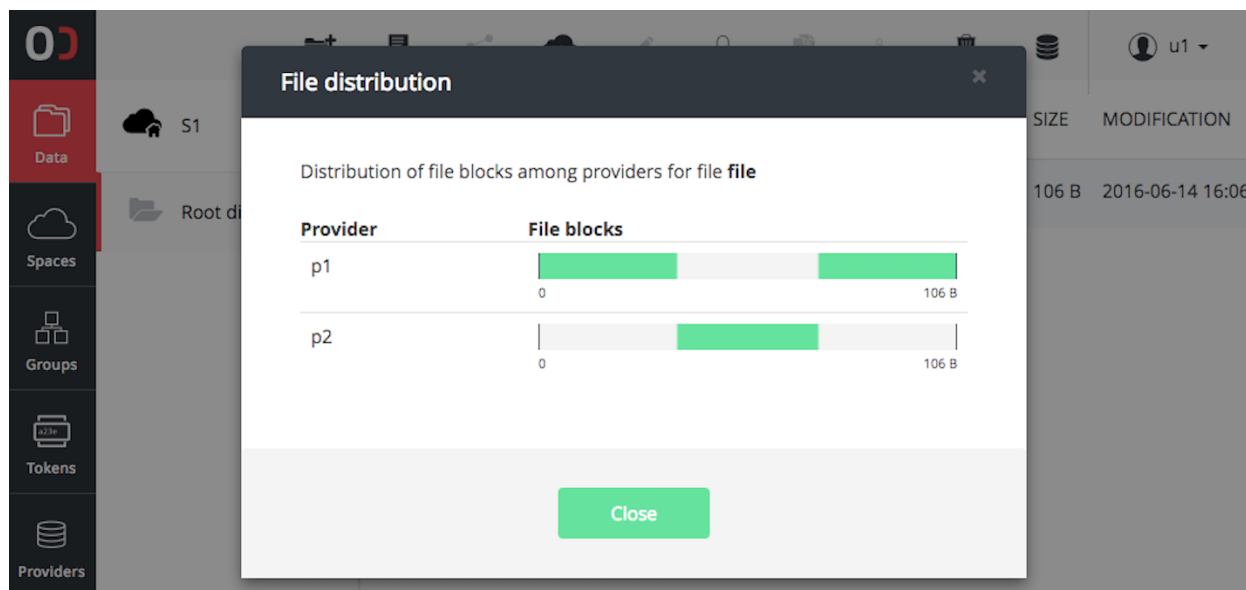 u1
File distribution
Data
S1
SIZE
MODIFICATION
Distribution of file blocks among providers for file file
Root di
106 B
2016-06-14 16:06
Provider
File blocks
Spaces
p1
0
106 B
Groups
p2
0
106 B
a23e
Tokens
Close
Providers